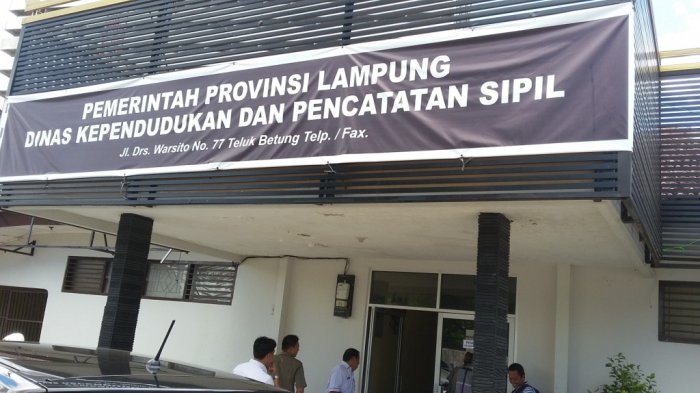 PEMERINTAH PROVINSI LAMPUNG
DINAS KEPENDUDUKAN DAN PENCATATAN SIPIL
Jl. Drs. Warsito No. 77 Teluk Betung Telp. / Fax.